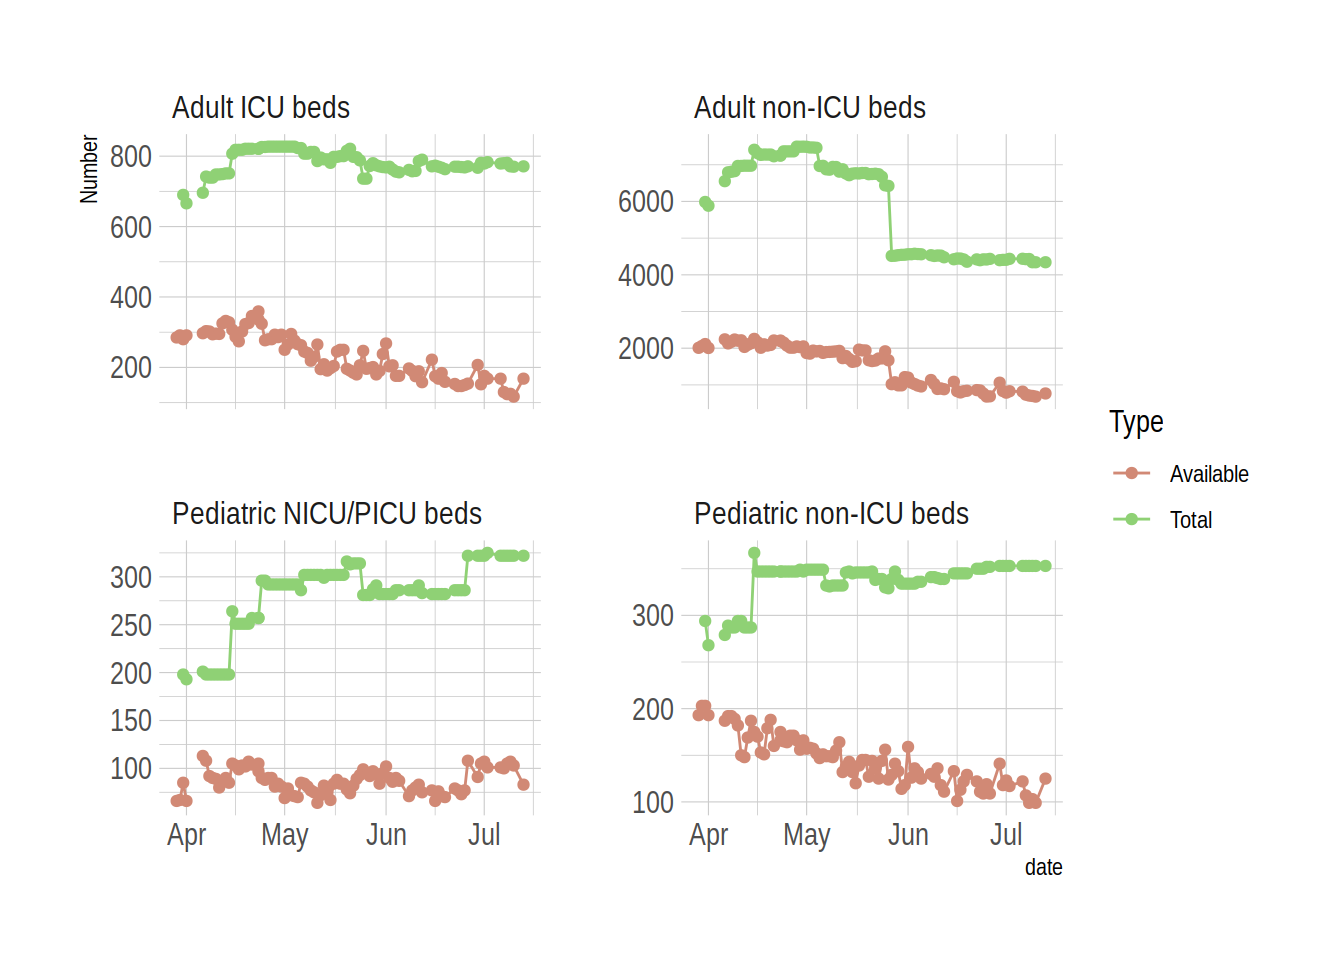 Adult ICU beds
Adult non-ICU beds
Number
800
600
400
200
6000
4000
2000
Type
Available
Total
Pediatric NICU/PICU beds
Pediatric non-ICU beds
300
250
200
150
100
300
200
100
Apr May Jun Jul
Apr May Jun Jul
date